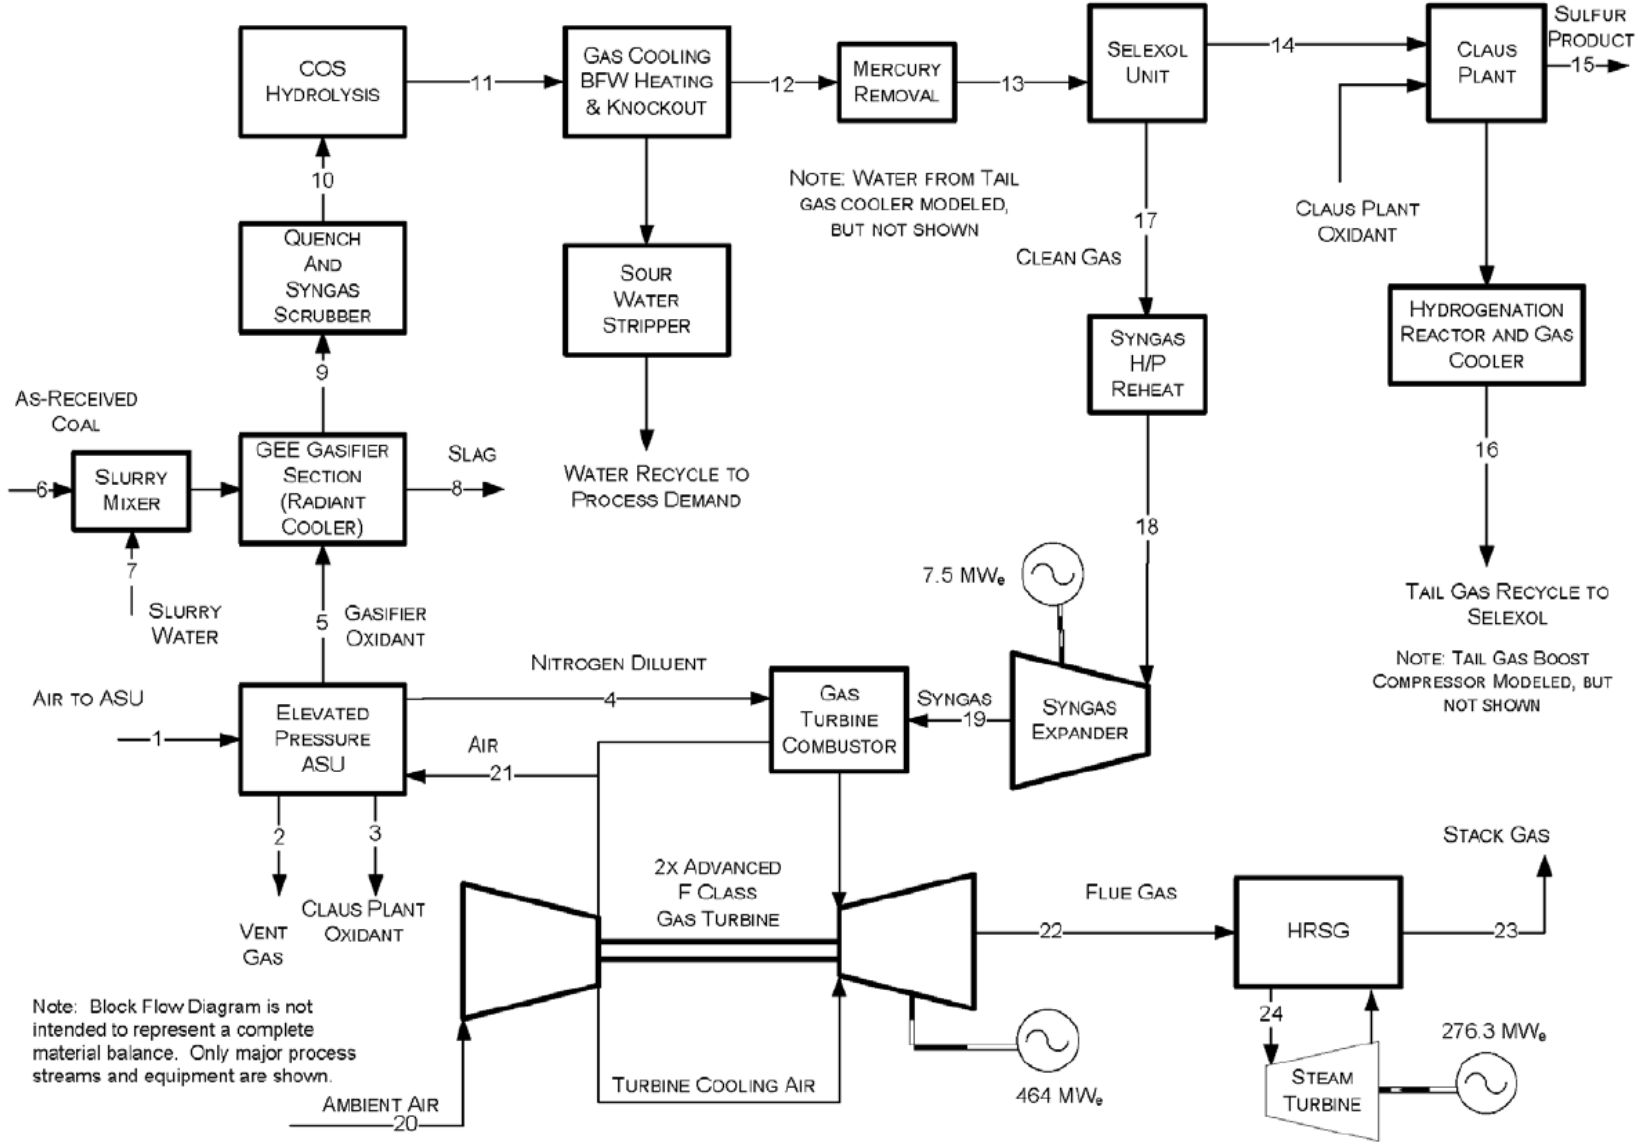 COS
HYDROLYSIS
11
GAS COOLING
BFW HEATING
& KNOCKOUT
12
MERCURY
REMOVAL
13
SELEXOL
UNIT
14
CLAUS
PLANT
SULFUR
PRODUCT
15
10
NOTE: WATER FROM TAIL
GAS COOLER MODELED,
BUT NOT SHOWN
17
CLEAN GAS
CLAUS PLANT
OXIDANT
QUENCH
AND
SYNGAS
SCRUBBER
SOUR
WATER
STRIPPER
SYNGAS
H/P
REHEAT
HYDROGENATION
REACTOR AND GAS
COOLER
9
AS-RECEIVED
COAL
6
SLURRY
MIXER
GEE GASIFIER
SECTION
(RADIANT
COOLER)
SLAG
8
WATER RECYCLE TO
PROCESS DEMAND
16
18
7
SLURRY
WATER
5
GASIFIER
OXIDANT
7.5 MWe
TAIL GAS RECYCLE TO
SELEXOL
NOTE: TAIL GAS BOOST
COMPRESSOR MODELED, BUT
NOT SHOWN
AIR TO ASU
1
ELEVATED
PRESSURE
ASU
NITROGEN DILUENT
4
GAS
TURBINE
COMBUSTOR
SYNGAS
19
SYNGAS
EXPANDER
AIR
21
2
3
VENT
GAS
CLAUS PLANT
OXIDANT
2X ADVANCED
F CLASS
GAS TURBINE
FLUE GAS
22
HRSG
23
STACK GAS
Note: Block Flow Diagram is not
intended to represent a complete
material balance. Only major process
streams and equipment are shown.
24
276.3 MWe
STEAM
TURBINE
464 MWe
TURBINE COOLING AIR
AMBIENT AIR
20